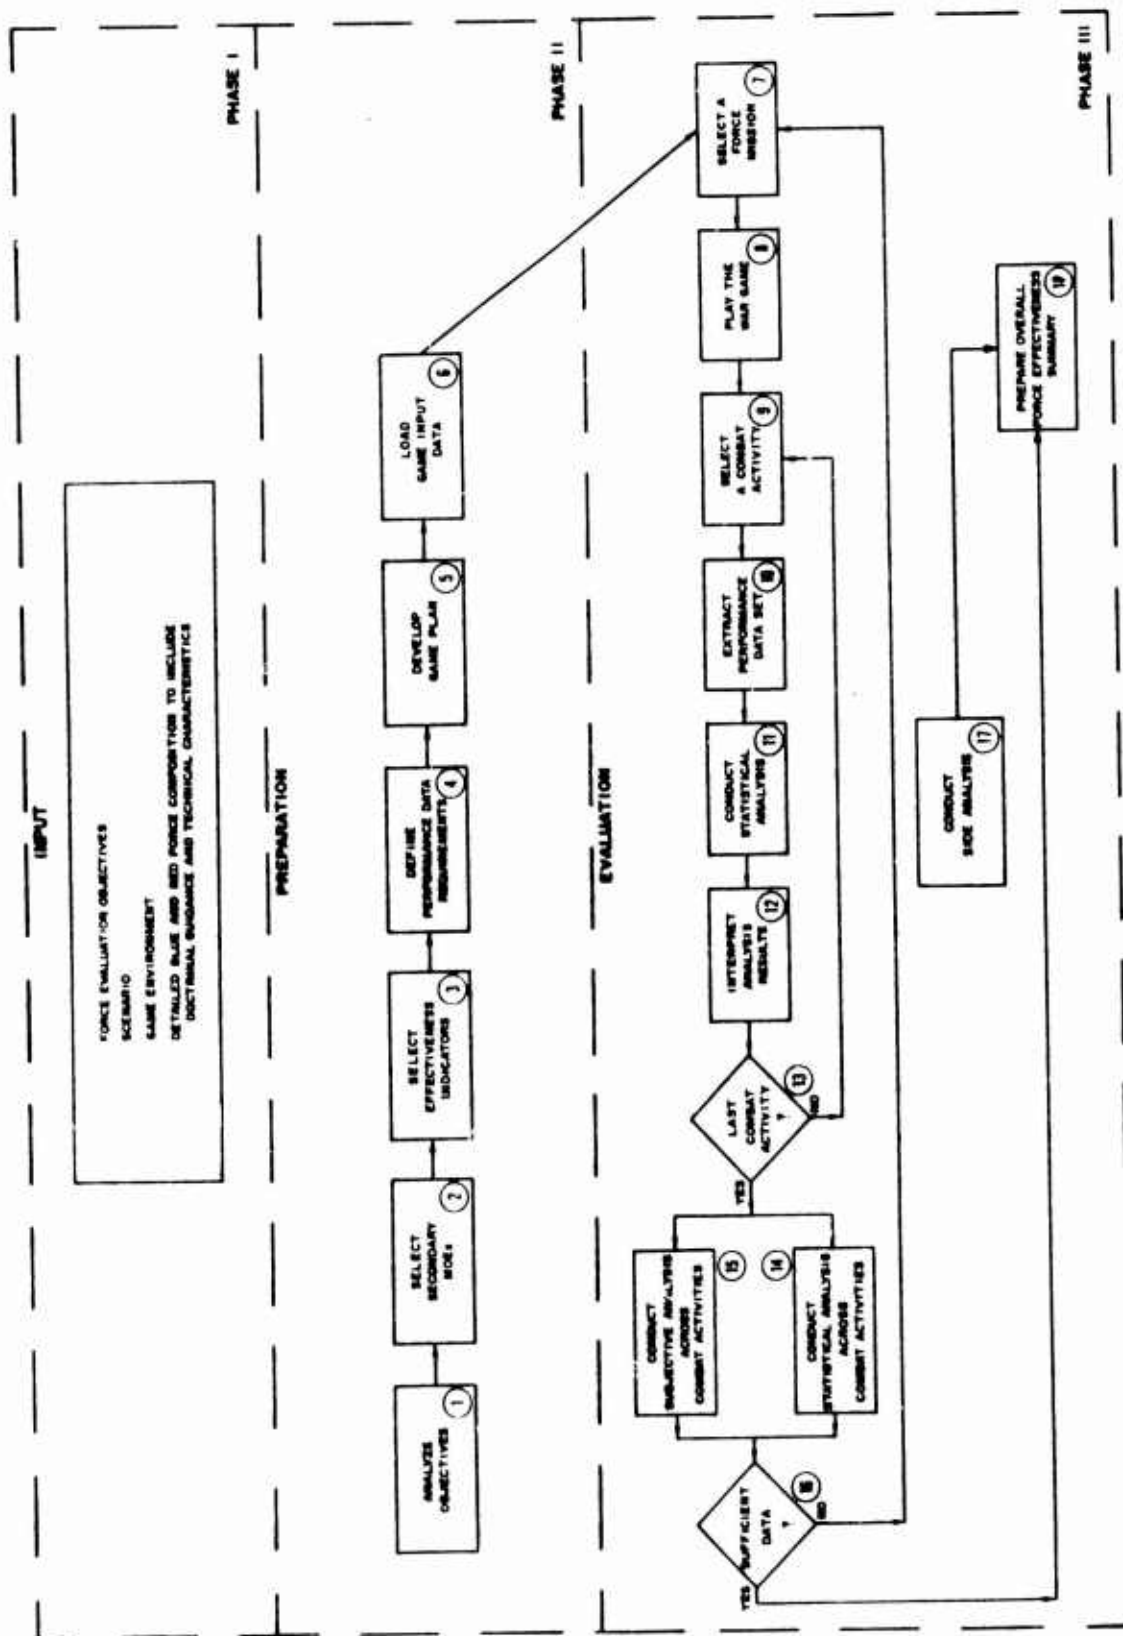 INPUT
FORCE EVALUATION OBJECTIVES
SCENARIO
GAME ENVIRONMENT
DETAILED BLUE AND RED FORCE COMPOSITION TO INCLUDE
DOCTRINAL GUIDANCE AND TECHNICAL CHARACTERISTICS
PHASE I
PREPARATION
ANALYZE
OBJECTIVES
1
SELECT
SECONDARY
MOEs
2
SELECT
EFFECTIVENESS
INDICATORS
3
DEFINE
PERFORMANCE DATA
REQUIREMENTS
4
DEVELOP
GAME PLAN
5
LOAD
GAME INPUT
DATA
6
PHASE II
EVALUATION
SELECT A
FORCE
MISSION
7
PLAY THE
WAR GAME
8
SELECT
A COMBAT
ACTIVITY
9
EXTRACT
PERFORMANCE
DATA SET
10
CONDUCT
STATISTICAL
ANALYSIS
11
INTERPRET
ANALYSIS
RESULTS
12
LAST
COMBAT
ACTIVITY
?
13
NO
YES
CONDUCT
SUBJECTIVE ANALYSIS
ACROSS
COMBAT ACTIVITIES
15
CONDUCT
STATISTICAL ANALYSIS
ACROSS
COMBAT ACTIVITIES
14
SUFFICIENT
DATA
?
16
NO
YES
CONDUCT
SIDE ANALYSIS
17
PREPARE OVERALL
FORCE EFFECTIVENESS
SUMMARY
18
PHASE III